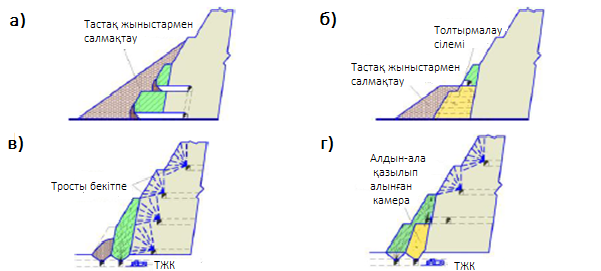 а)
Тастақ жыныстармен
салмақтау
б)
Толтырмалау
сілемі
Тастақ жыныстармен
салмақтау
в)
Тросты бекітпе
ТЖК
г)
Алдын-ала
қазылып
алынған
камера
ТЖК